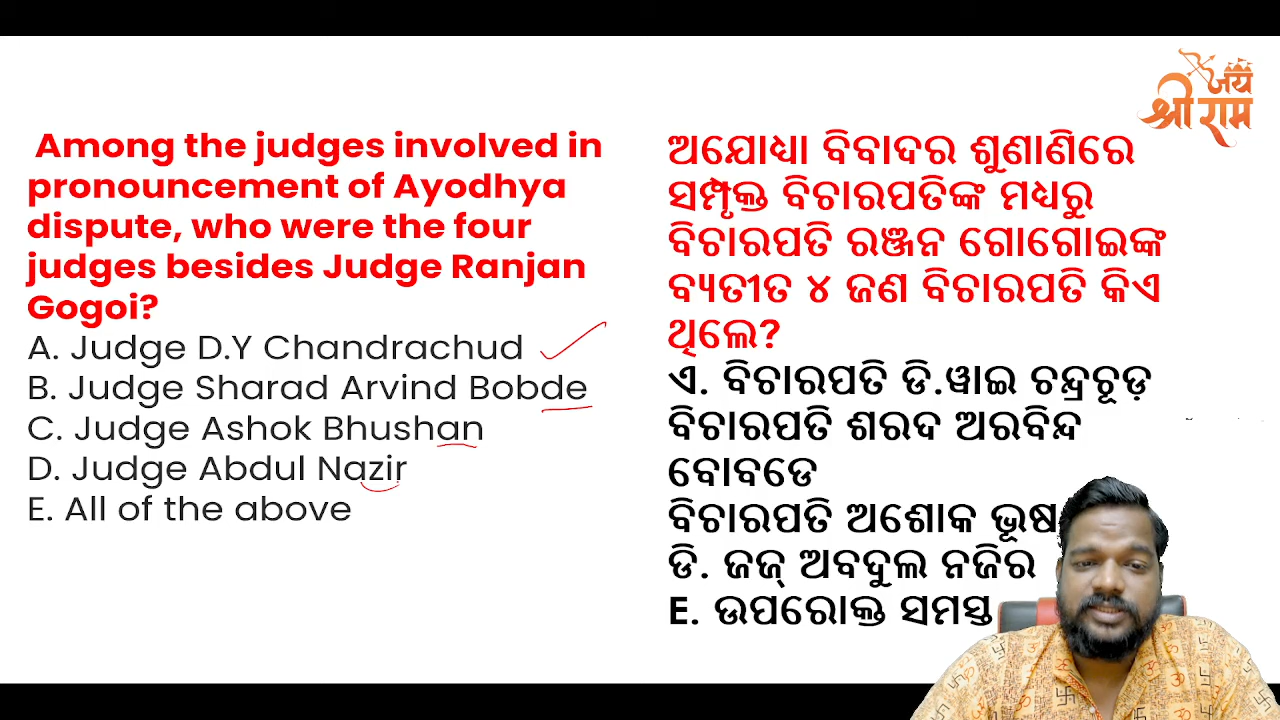 Among the judges involved in
pronouncement of Ayodhya
dispute, who were the four
judges besides Judge Ranjan
Gogoi?
A. Judge D.Y Chandrachud
B. Judge Sharad Arvind Bobde
C. Judge Ashok Bhushan
D. Judge Abdul Nazir
E. All of the above
जय
श्री राम
ଅଯୋଧ୍ୟା ବିବାଦର ଶୁଣାଣିରେ
ସମ୍ପୃକ୍ତ ବିଚାରପତିଙ୍କ ମଧ୍ୟରୁ
ବିଚାରପତି ରଞ୍ଜନ ଗୋଗୋଇଙ୍କ
ବ୍ୟତୀତ ୪ ଜଣ ବିଚାରପତି କିଏ
ଥିଲେ?
ଏ. ବିଚାରପତି ଡି.ୱାଇ ଚନ୍ଦ୍ରଚୂଡ଼
ବିଚାରପତି ଶରଦ ଅରବିନ୍ଦ
ବୋବଡେ
ବିଚାରପତି ଅଶୋକ ଭୂଷ
ଡି. ଜଜ୍ ଅବଦୁଲ ନଜିର
E. ଉପରୋକ୍ତ ସମସ୍ତ